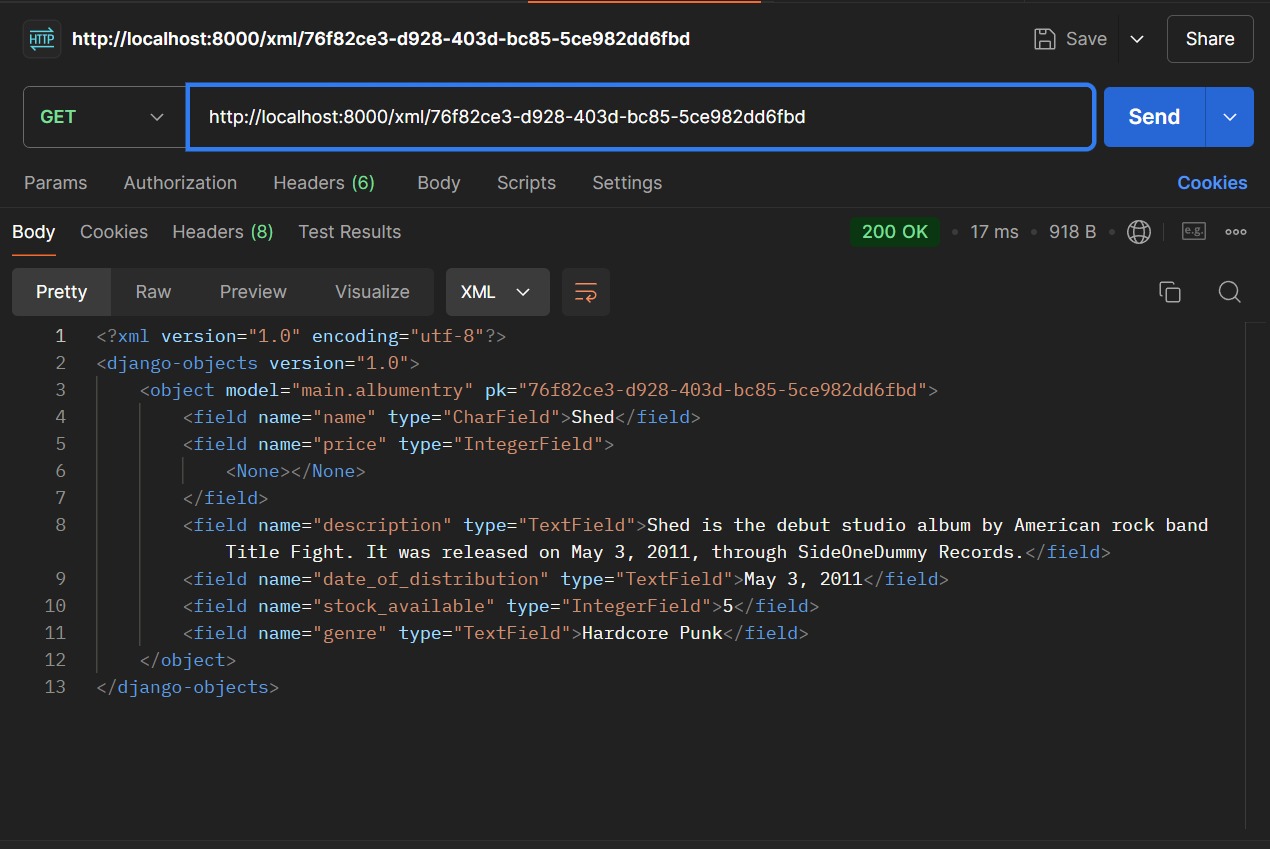 HTTP http://localhost:8000/xml/76f82ce3-d928-403d-bc85-5ce982dd6fbd Save Share
GET http://localhost:8000/xml/76f82ce3-d928-403d-bc85-5ce982dd6fbd Send
Params Authorization Headers (6) Body Scripts Settings Cookies
Body Cookies Headers (8) Test Results 200 OK • 17 ms • 918 B • e.g.
Pretty Raw Preview Visualize XML
1 <?xml version="1.0" encoding="utf-8"?>
2 <django-objects version="1.0">
3 <object model="main.albumentry" pk="76f82ce3-d928-403d-bc85-5ce982dd6fbd">
4 <field name="name" type="CharField">Shed</field>
5 <field name="price" type="IntegerField">
6 <None></None>
7 </field>
8 <field name="description" type="TextField">Shed is the debut studio album by American rock band
Title Fight. It was released on May 3, 2011, through SideOneDummy Records.</field>
9 <field name="date_of_distribution" type="TextField">May 3, 2011</field>
10 <field name="stock_available" type="IntegerField">5</field>
11 <field name="genre" type="TextField">Hardcore Punk</field>
12 </object>
13 </django-objects>